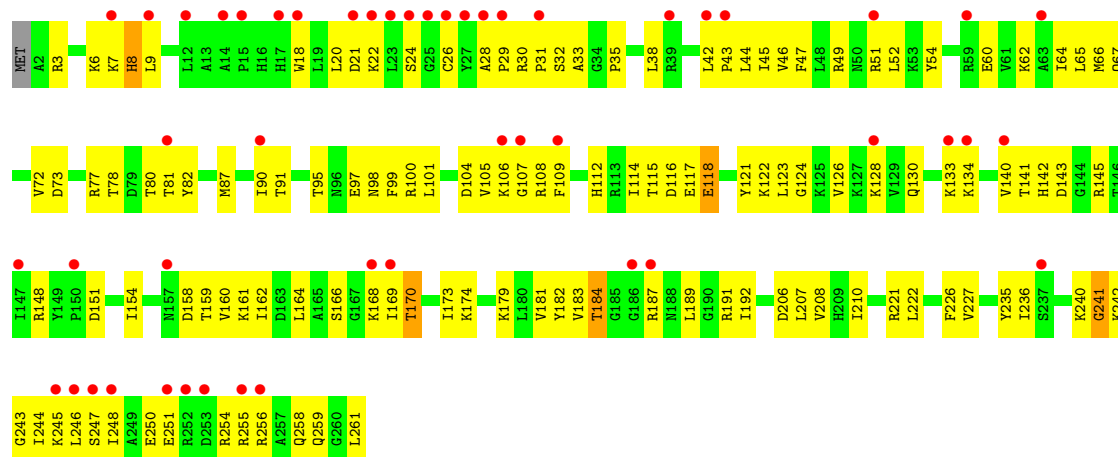 MET A2 R3 K6 K7 H8 L9 L12 A13 A14 P15 H16 H17 W18 L19 L20 D21 K22 L23 S24 G25 C26 Y27 A28 P29 R30 P31 S32 A33 G34 P35 L38 R39 L42 P43 L44 I45 V46 F47 L48 R49 N50 R51 L52 K53 Y54 R59 E60 V61 K62 A63 I64 L65 M66 Q67
V72 D73 R77 T78 D79 T80 T81 Y82 M87 I90 T91 T95 N96 E97 N98 F99 R100 L101 D104 V105 K106 G107 R108 F109 H112 R113 I114 T115 D116 E117 E118 Y121 K122 L123 G124 K125 V126 K127 K128 V129 Q130 K133 K134 V140 T141 H142 D143 G144 R145 T146
I147 R148 Y149 P150 D151 I154 N157 D158 T159 V160 K161 I162 D163 L164 A165 S166 G167 K168 I169 T170 I173 K174 K179 L180 V181 Y182 V183 T184 G185 G186 R187 N188 L189 G190 R191 I192 D206 L207 V208 H209 I210 R221 L222 F226 V227 Y235 I236 S237 K240 G241 K242
G243 I244 K245 L246 S247 I248 A249 E250 E251 R252 D253 R254 R255 R256 A257 Q258 Q259 G260 L261